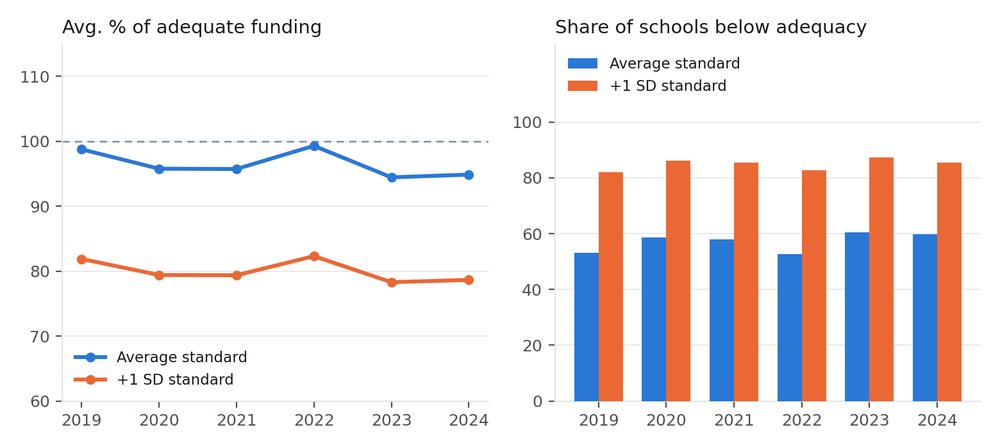 Avg. % of adequate funding
110
100
90
80
70
60
Average standard
+1 SD standard
2019 2020 2021 2022 2023 2024
Share of schools below adequacy
Average standard
+1 SD standard
100
80
60
40
20
0
2019 2020 2021 2022 2023 2024